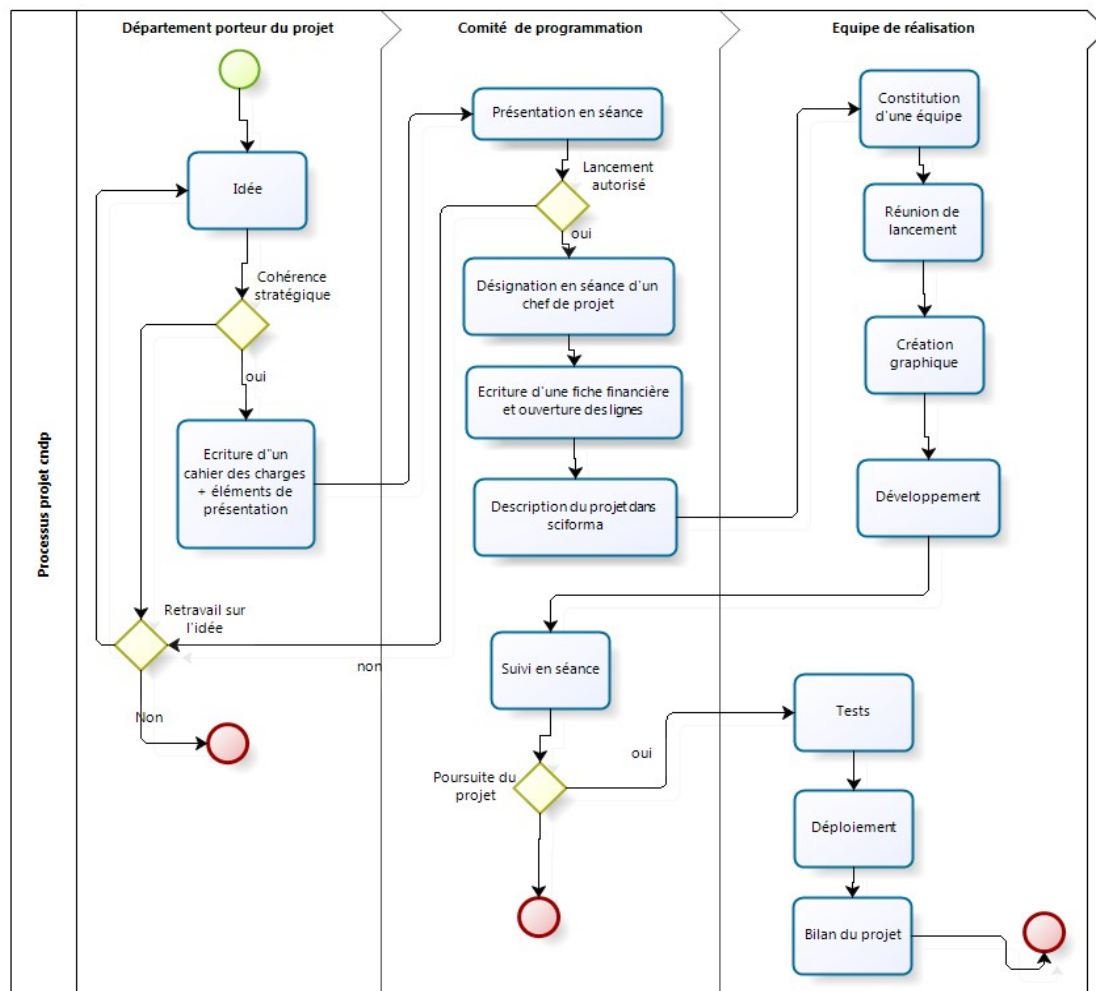 Processus projet cndp
Département porteur du projet
Idée
Cohérence
stratégique
oui
Ecriture d"un
cahier des charges
+ éléments de
présentation
Retravail sur
l'idée
Non
Comité de programmation
Présentation en séance
Lancement
autorisé
oui
Désignation en séance d'un
chef de projet
Ecriture d'une fiche financière
et ouverture des lignes
Description du projet dans
sciforma
non
Suivi en séance
Poursuite du
projet
oui
Equipe de réalisation
Constitution
d'une équipe
Réunion de
lancement
Création
graphique
Développement
Tests
Déploiement
Bilan du projet